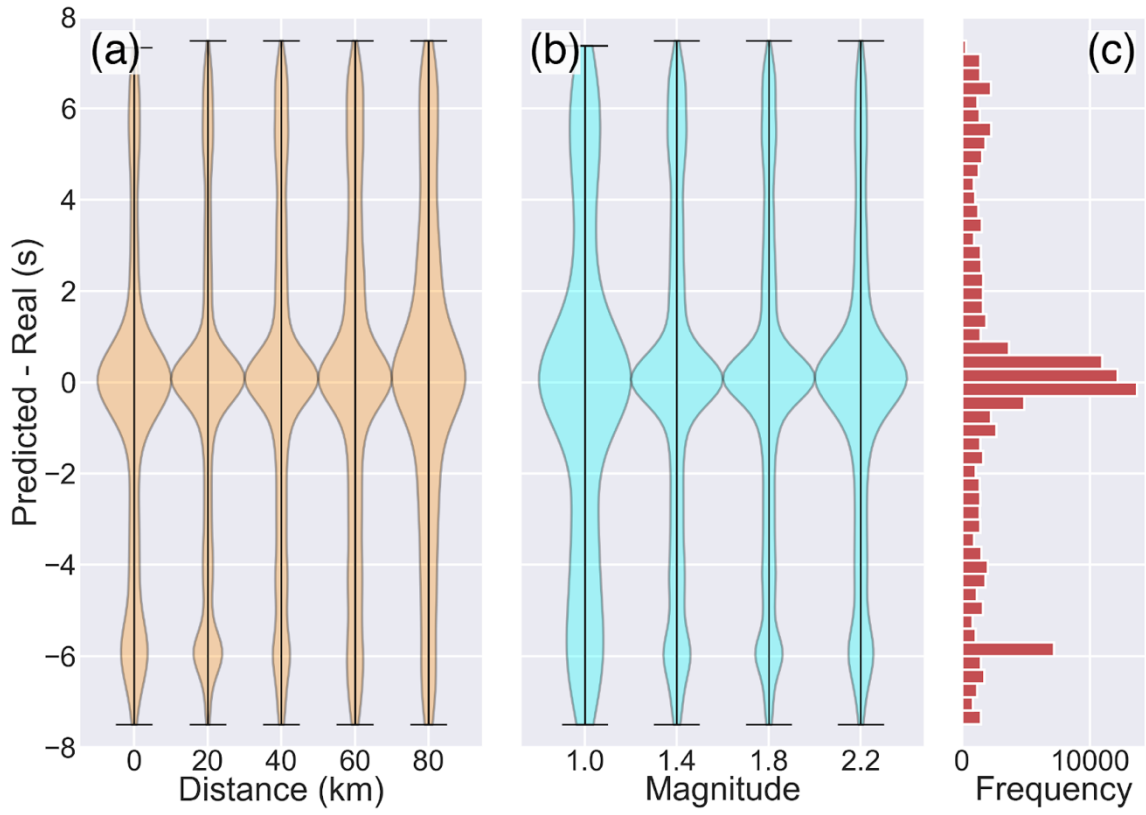 (a)
(b)
(c)
8
6
4
2
0
−2
−4
−6
−8
Predicted - Real (s)
0 20 40 60 80
Distance (km)
1.0 1.4 1.8 2.2
Magnitude
0 10000
Frequency